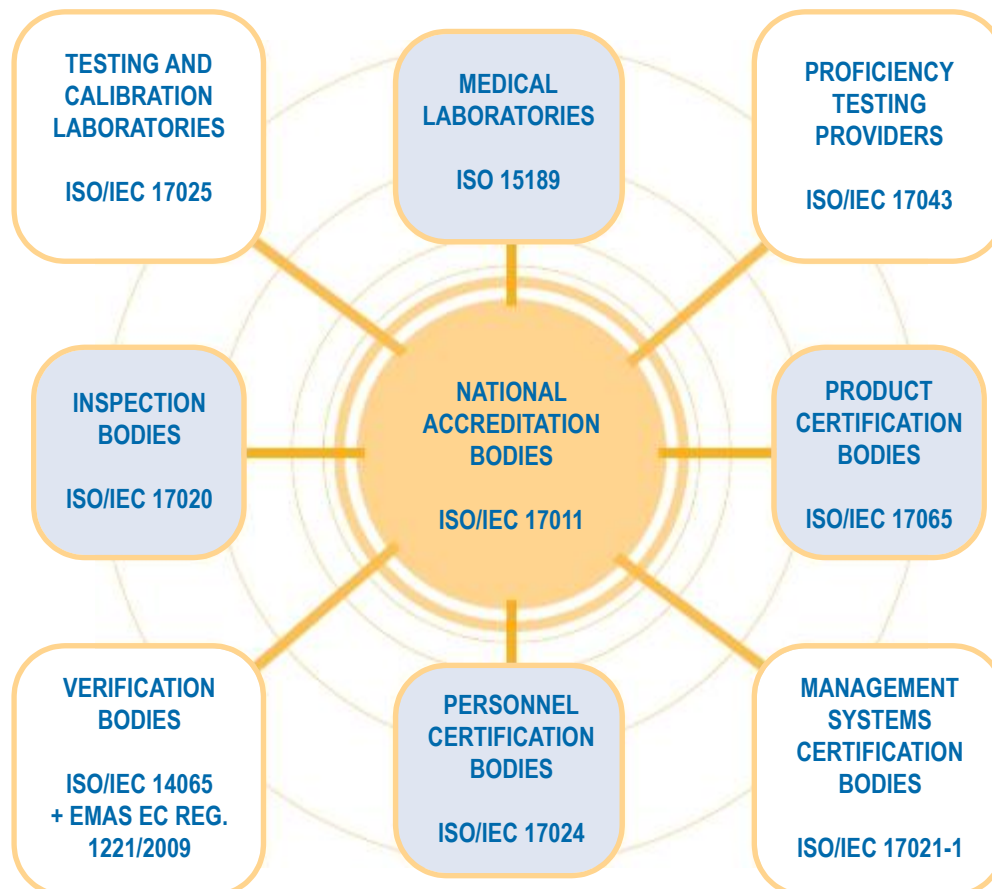 TESTING AND
CALIBRATION
LABORATORIES
ISO/IEC 17025
MEDICAL
LABORATORIES
ISO 15189
PROFICIENCY
TESTING
PROVIDERS
ISO/IEC 17043
INSPECTION
BODIES
ISO/IEC 17020
NATIONAL
ACCREDITATION
BODIES
ISO/IEC 17011
PRODUCT
CERTIFICATION
BODIES
ISO/IEC 17065
VERIFICATION
BODIES
ISO/IEC 14065
+ EMAS EC REG.
1221/2009
PERSONNEL
CERTIFICATION
BODIES
ISO/IEC 17024
MANAGEMENT
SYSTEMS
CERTIFICATION
BODIES
ISO/IEC 17021-1